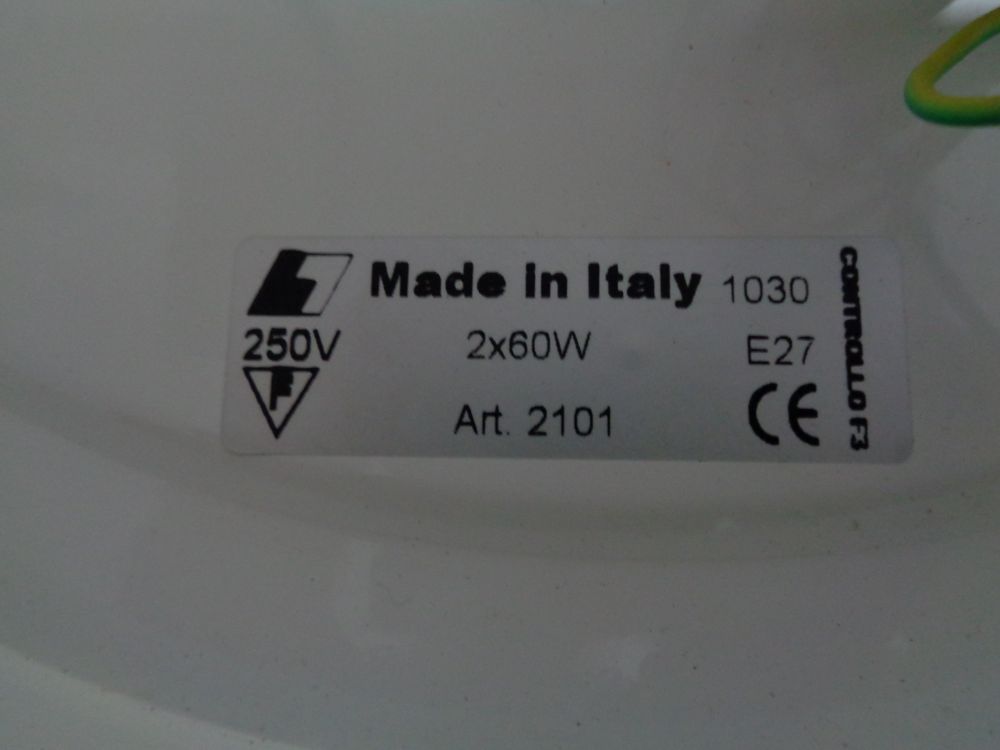 Made in Italy 1030
250V 2x60W E27
F
Art. 2101 CE
CONTROLLO F3